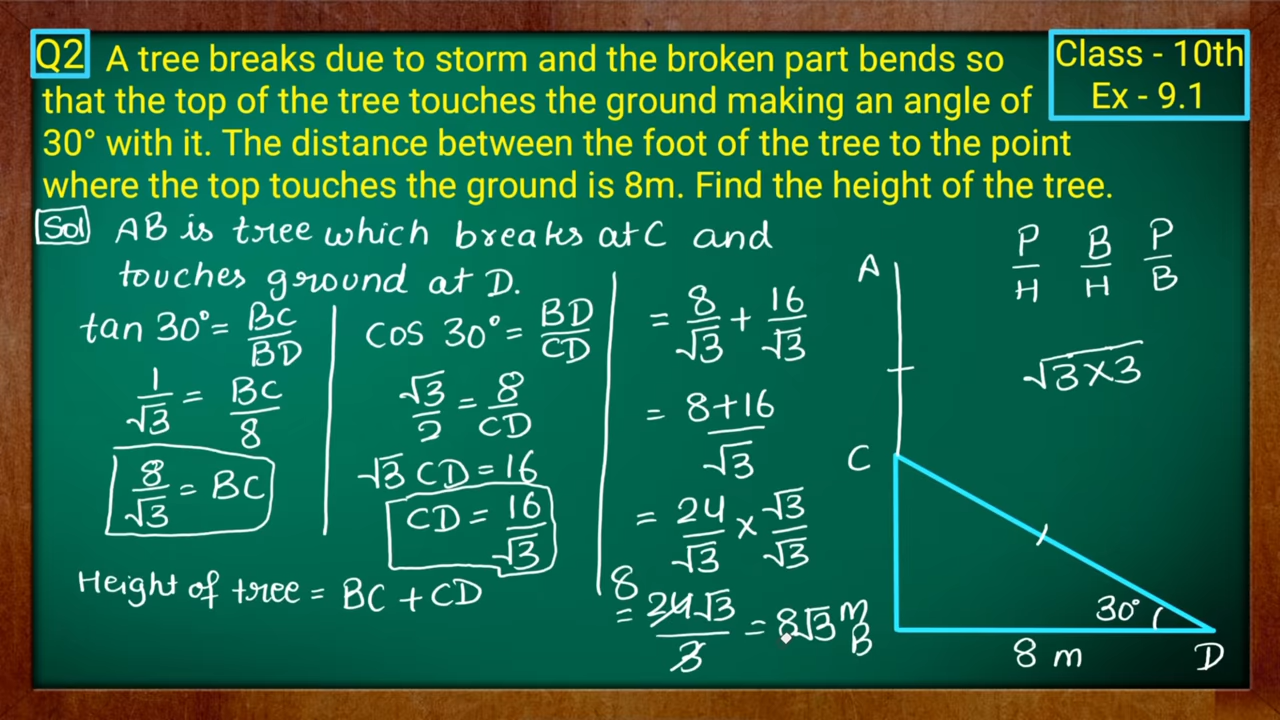 Q2 A tree breaks due to storm and the broken part bends so
that the top of the tree touches the ground making an angle of
30° with it. The distance between the foot of the tree to the point
where the top touches the ground is 8m. Find the height of the tree.
Class - 10th
Ex - 9.1
Sol AB is tree which breaks at C and
touches ground at D.
tan 30° = BC/BD
1/√3 = BC/8
8/√3 = BC
cos 30° = BD/CD
√3/2 = 8/CD
√3 CD = 16
CD = 16/√3
Height of tree = BC + CD
= 8/√3 + 16/√3
= 8+16/√3
= 24/√3 × √3/√3
8
= 24√3/3 = 8√3 m
P/H B/H P/B
√3×3
A
C
B
30°
8 m
D